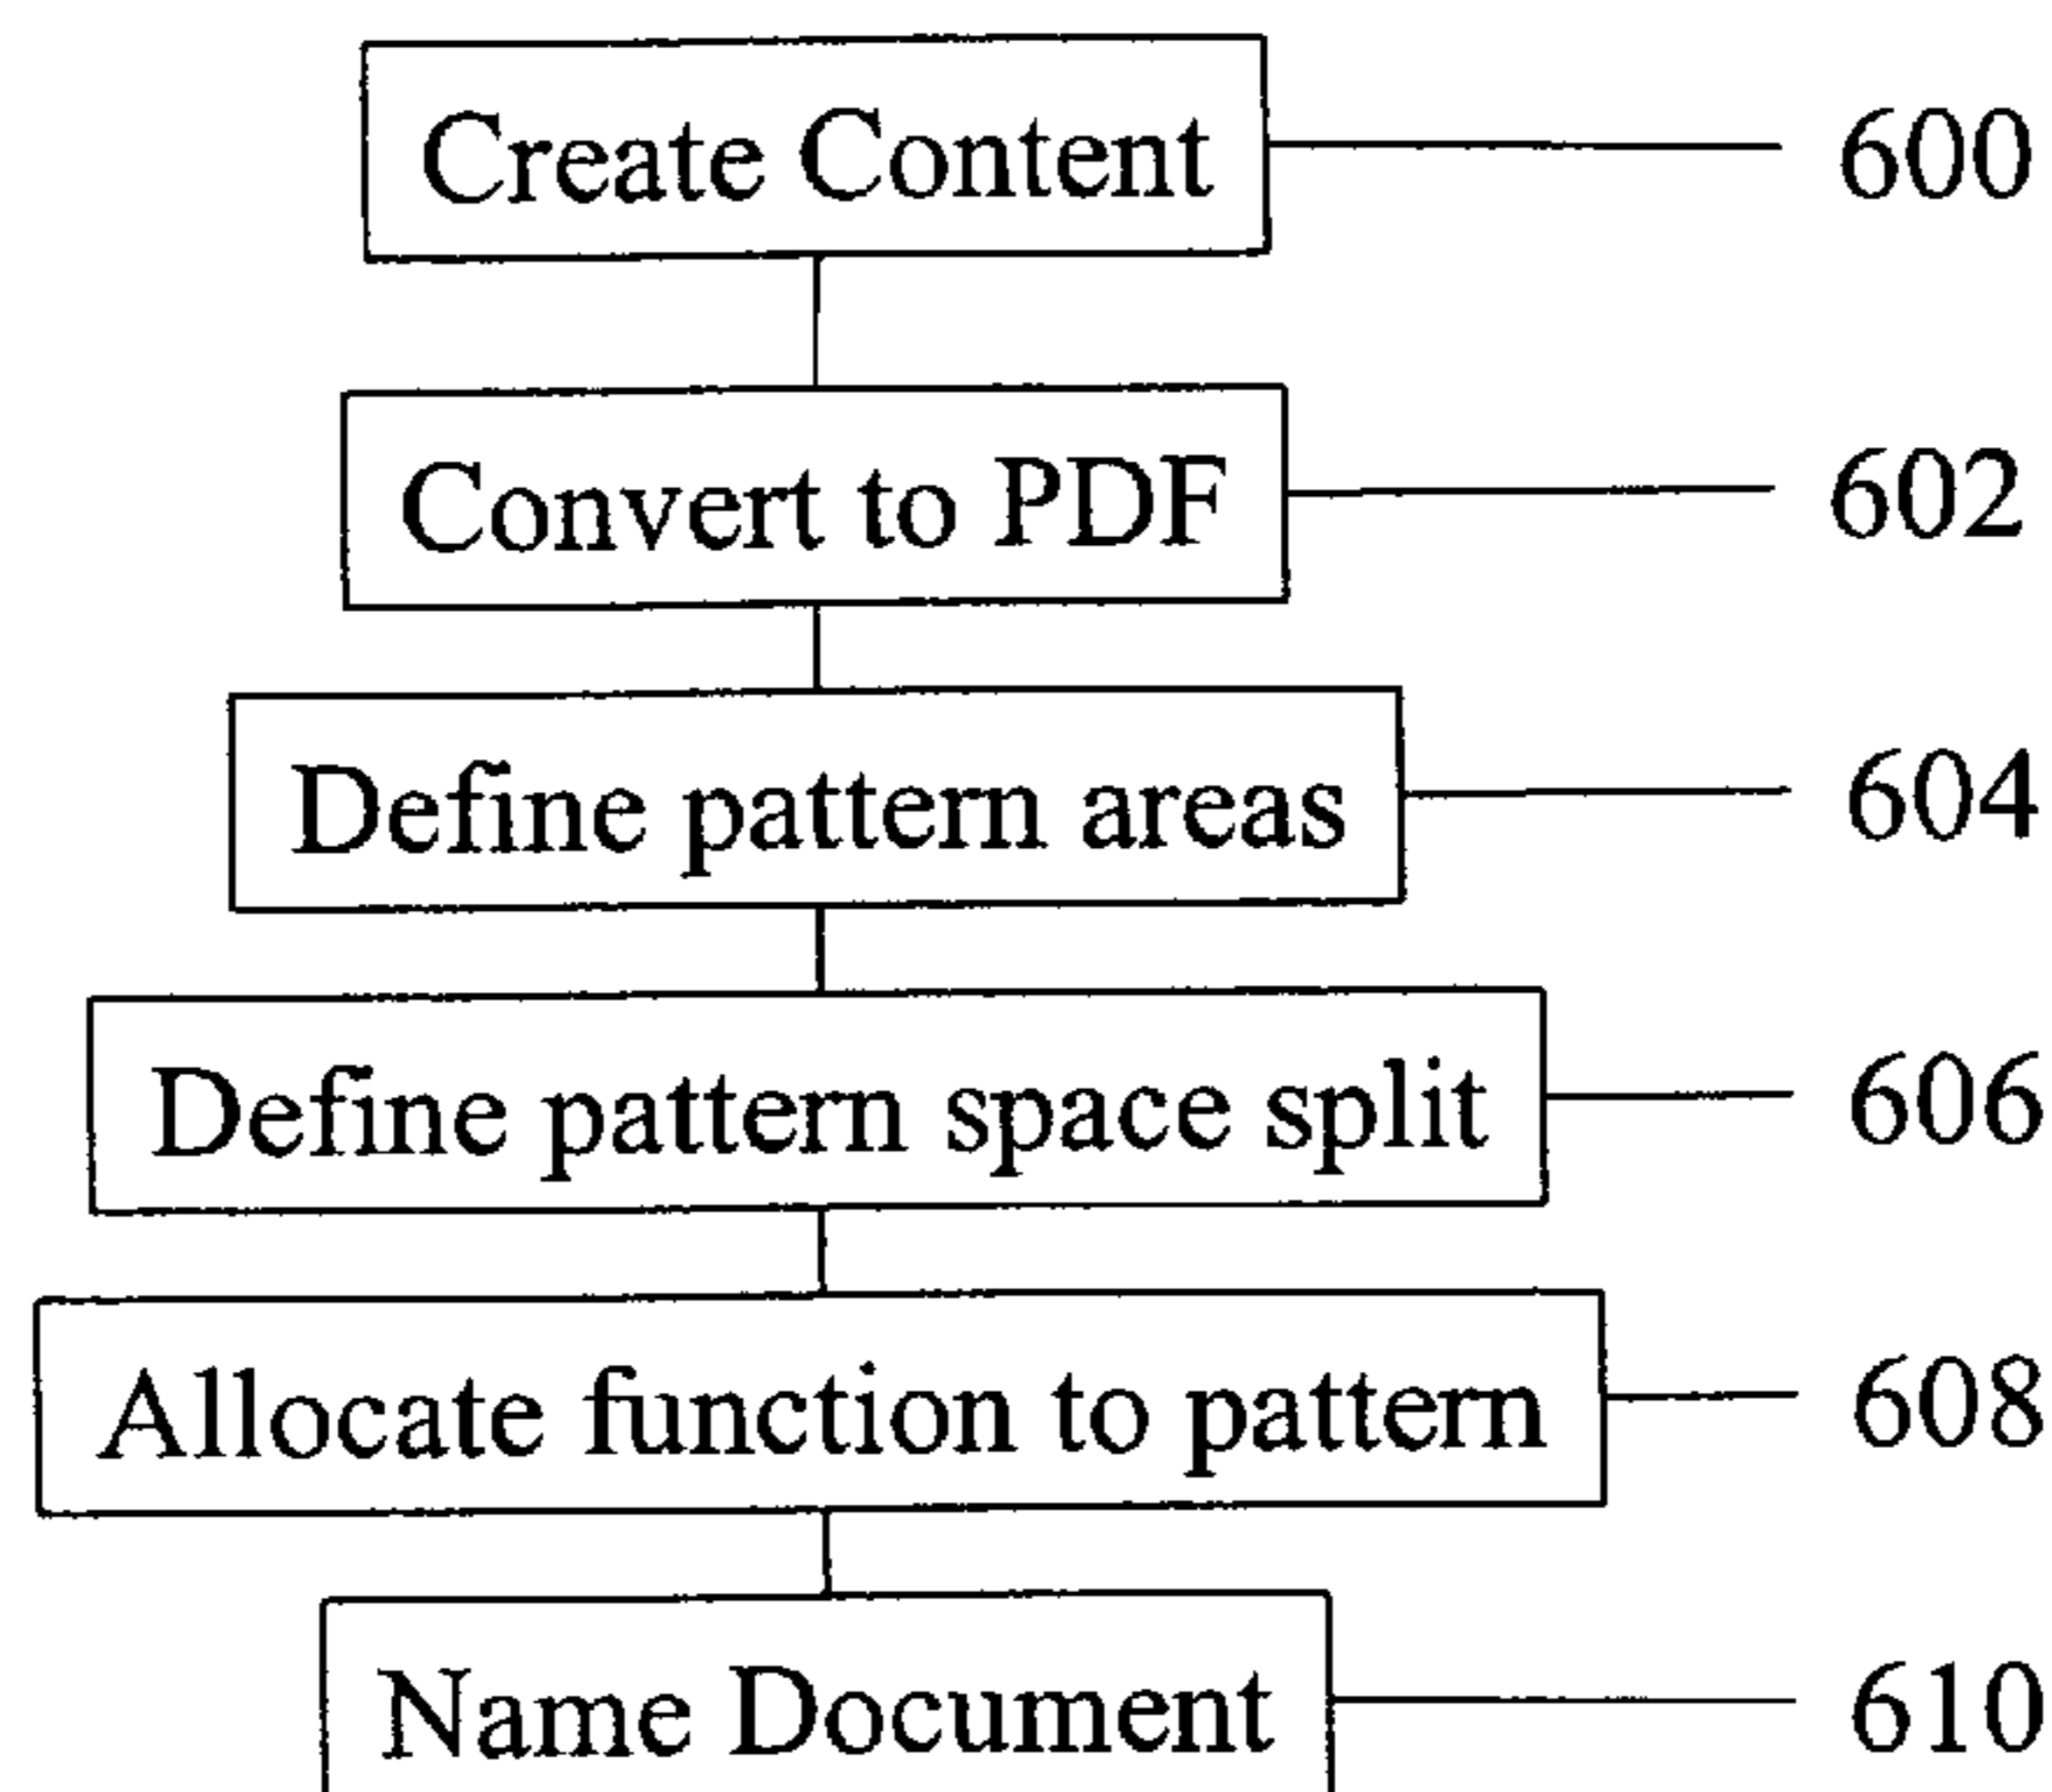 Create Content 600
Convert to PDF 602
Define pattern areas 604
Define pattern space split 606
Allocate function to pattern 608
Name Document 610